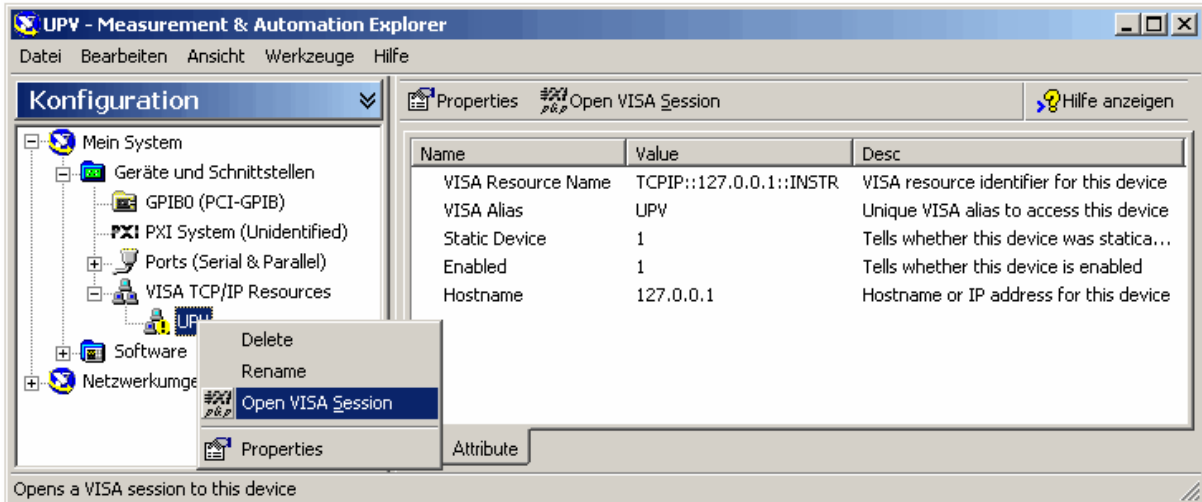 UPV - Measurement & Automation Explorer
Datei Bearbeiten Ansicht Werkzeuge Hilfe
Konfiguration
Mein System
Geräte und Schnittstellen
GPIB0 (PCI-GPIB)
PXI PXI System (Unidentified)
Ports (Serial & Parallel)
VISA TCP/IP Resources
UPV
Software
Netzwerkumge
Delete
Rename
Open VISA Session
Properties
Properties Open VISA Session Hilfe anzeigen
Name Value Desc
VISA Resource Name TCPIP::127.0.0.1::INSTR VISA resource identifier for this device
VISA Alias UPV Unique VISA alias to access this device
Static Device 1 Tells whether this device was statica...
Enabled 1 Tells whether this device is enabled
Hostname 127.0.0.1 Hostname or IP address for this device
Attribute
Opens a VISA session to this device